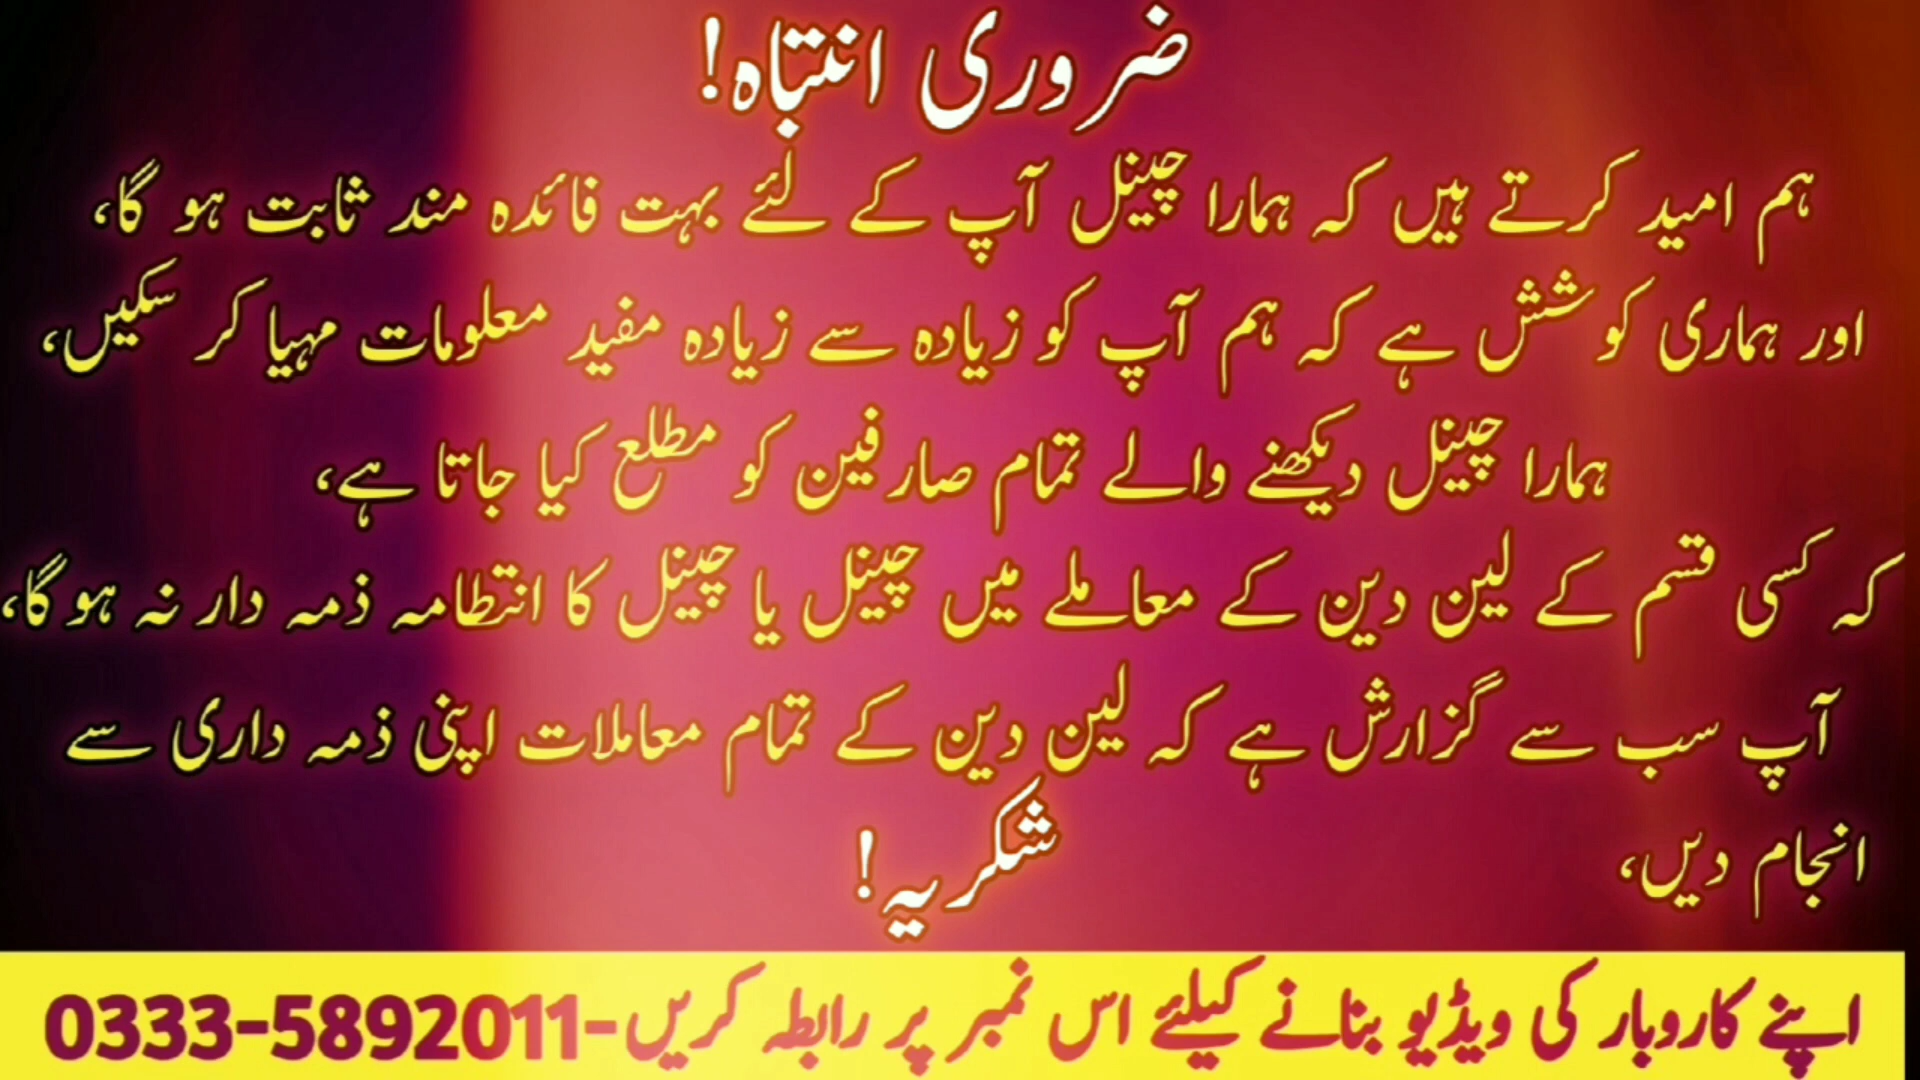 ضروری انتباہ!
ہم امید کرتے ہیں کہ ہمارا چینل آپ کے لئے بہت فائدہ مند ثابت ہو گا،
اور ہماری کوشش ہے کہ ہم آپ کو زیادہ سے زیادہ مفید معلومات مہیا کر سکیں،
ہمارا چینل دیکھنے والے تمام صارفین کو مطلع کیا جاتا ہے،
کہ کسی قسم کے لین دین کے معاملے میں چینل یا چینل کا انتظامہ ذمہ دار نہ ہو گا،
آپ سب سے گزارش ہے کہ لین دین کے تمام معاملات اپنی ذمہ داری سے
انجام دیں،
شکریہ!
اپنے کاروبار کی ویڈیو بنانے کیلئے اس نمبر پر رابطہ کریں-0333-5892011